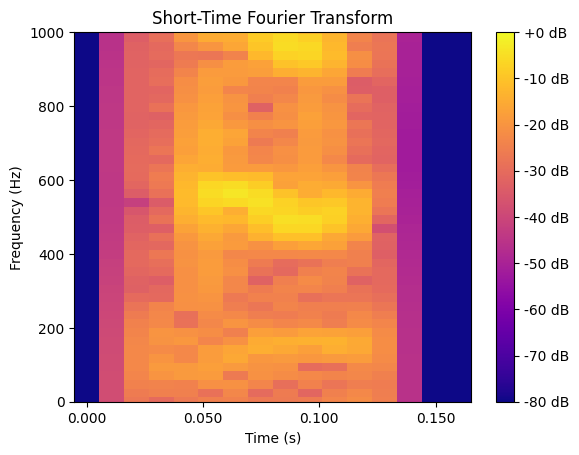 Short-Time Fourier Transform
Frequency (Hz)
1000
800
600
400
200
0
0.000
0.050
0.100
0.150
Time (s)
+0 dB
-10 dB
-20 dB
-30 dB
-40 dB
-50 dB
-60 dB
-70 dB
-80 dB